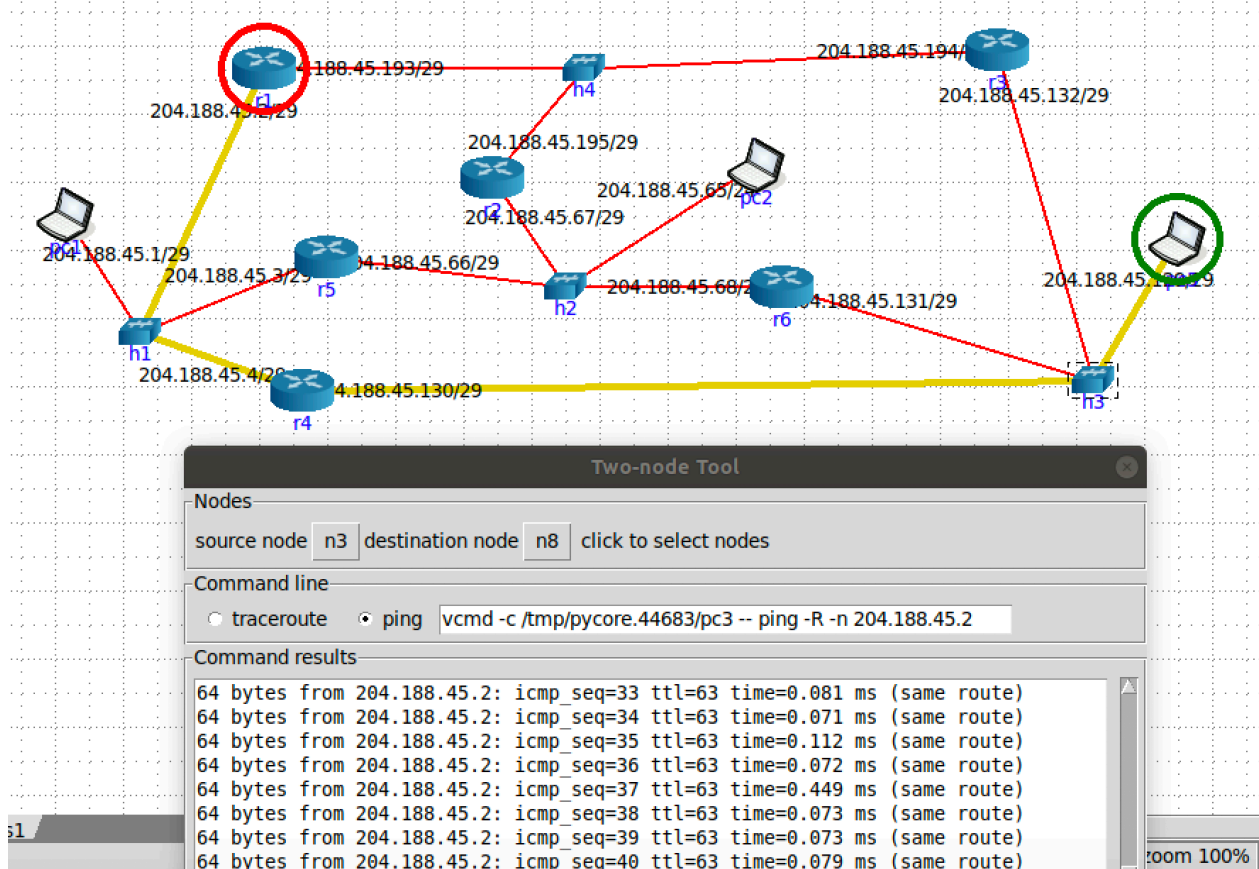 204.188.45.194/
.188.45.193/29
h4
r3
r1
204.188.45.132/29
204.188.45.2/29
204.188.45.195/29
204.188.45.65/2
pc2
r2
204.188.45.67/29
pc1
204.188.45.1/29
4.188.45.66/29
204.188.45.3/29
204.188.45.129/29
r5
204.188.45.68/2
4.188.45.131/29
h2
r6
h1
204.188.45.4/29
4.188.45.130/29
h3
r4
Two-node Tool
Nodes
source node n3 destination node n8 click to select nodes
Command line
traceroute ping vcmd -c /tmp/pycore.44683/pc3 -- ping -R -n 204.188.45.2
Command results
64 bytes from 204.188.45.2: icmp_seq=33 ttl=63 time=0.081 ms (same route)
64 bytes from 204.188.45.2: icmp_seq=34 ttl=63 time=0.071 ms (same route)
64 bytes from 204.188.45.2: icmp_seq=35 ttl=63 time=0.112 ms (same route)
64 bytes from 204.188.45.2: icmp_seq=36 ttl=63 time=0.072 ms (same route)
64 bytes from 204.188.45.2: icmp_seq=37 ttl=63 time=0.449 ms (same route)
64 bytes from 204.188.45.2: icmp_seq=38 ttl=63 time=0.073 ms (same route)
64 bytes from 204.188.45.2: icmp_seq=39 ttl=63 time=0.073 ms (same route)
s1
64 bytes from 204.188.45.2: icmp_seq=40 ttl=63 time=0.079 ms (same route)
zoom 100%